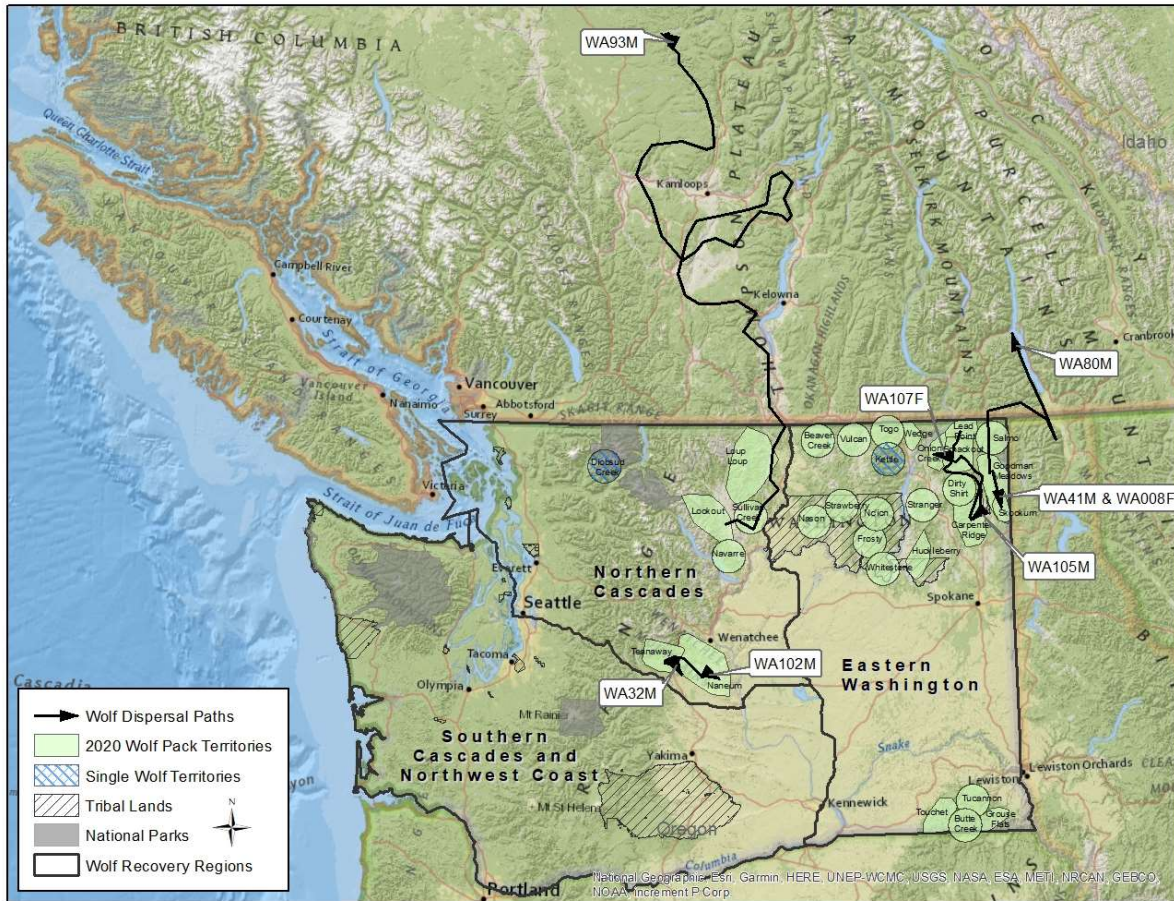 BRITISH COLUMBIA
WA93M
Idaho
Queen Charlotte Strait
Kamloops
Campbell River
Courtenay
Kelowna
OKANAGAN HIGHLANDS
SELKIRK MOUNTAINS
PURCELL
Cranbrook
WA80M
Strait of Georgia
Vancouver
Vancouver
Island
Nanaimo
Surrey
Abbotsford
SKAGIT RANGE
WA107F
Beaver
Creek
Vulcan
Togo
Wedge
Lead
Point
Smackout
Salmo
Onion
Creek
Kettle
Goodman
Meadows
Diobsud
Creek
Loup
Loup
Dirty
Shirt
WA41M & WA008F
Skookum
Victoria
Strait of Juan de Fuca
Lookout
Sullivan
Creek
Nason
Strawberry
Nc'icn
Stranger
Carpenter
Ridge
Frosty
Huckleberry
Whitestone
WA105M
Navarre
Everett
Northern
Cascades
Seattle
Spokane
Wenatchee
Teanaway
Naneum
WA102M
WA32M
Eastern
Washington
Tacoma
Olympia
Mt Rainier
Southern
Cascades and
Northwest Coast
Yakima
Snake
Lewiston
Lewiston Orchards
Kennewick
Mt St Helens
Oregon
Touchet
Tucannon
Butte
Creek
Grouse
Flats
Columbia
Portland
Cascadia
Wolf Dispersal Paths
2020 Wolf Pack Territories
Single Wolf Territories
Tribal Lands
N
National Parks
Wolf Recovery Regions
National Geographic, Esri, Garmin, HERE, UNEP-WCMC, USGS, NASA, ESA, METI, NRCAN, GEBCO,
NOAA, Increment P Corp.